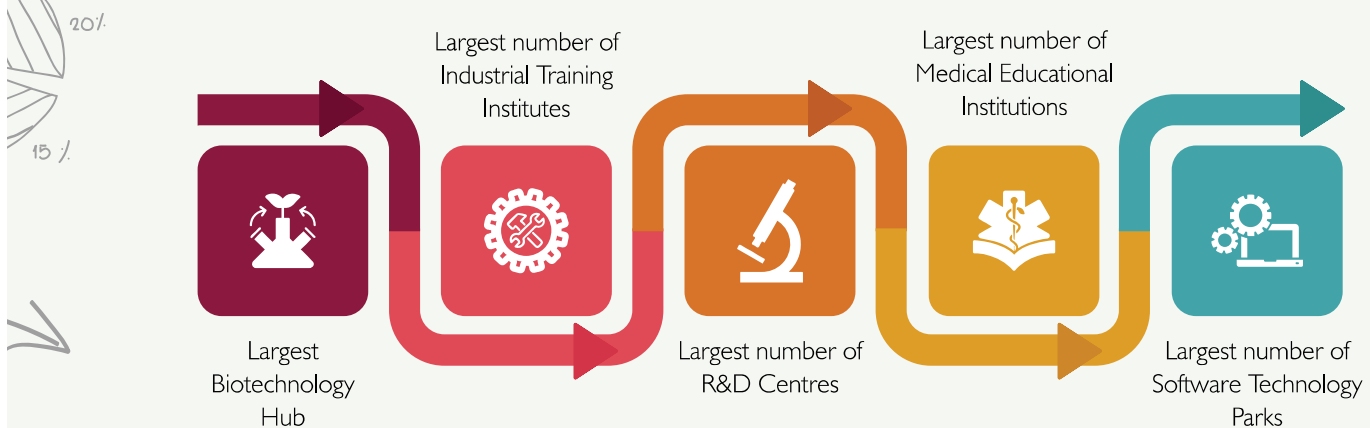 20%
15 %
Largest
Biotechnology
Hub
Largest number of
Industrial Training
Institutes
Largest number of
R&D Centres
Largest number of
Medical Educational
Institutions
Largest number of
Software Technology
Parks